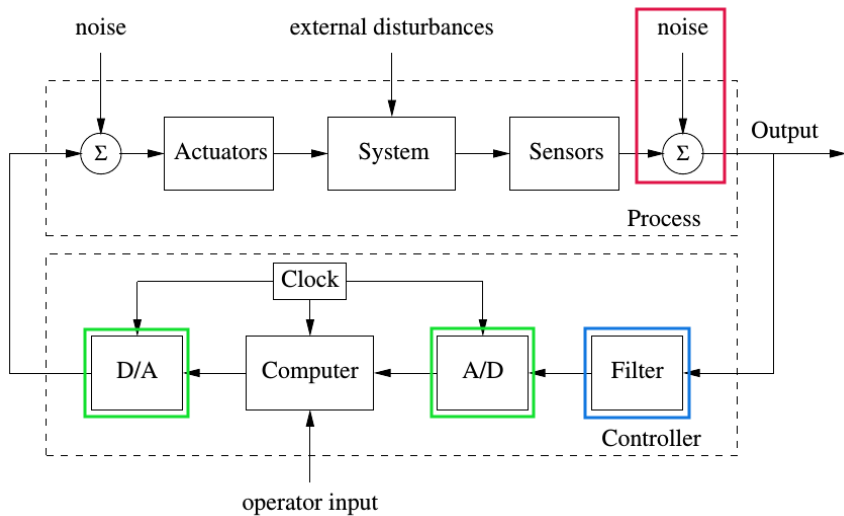 noise
external disturbances
noise
Σ
Actuators
System
Sensors
Σ
Output
Process
Clock
D/A
Computer
A/D
Filter
Controller
operator input